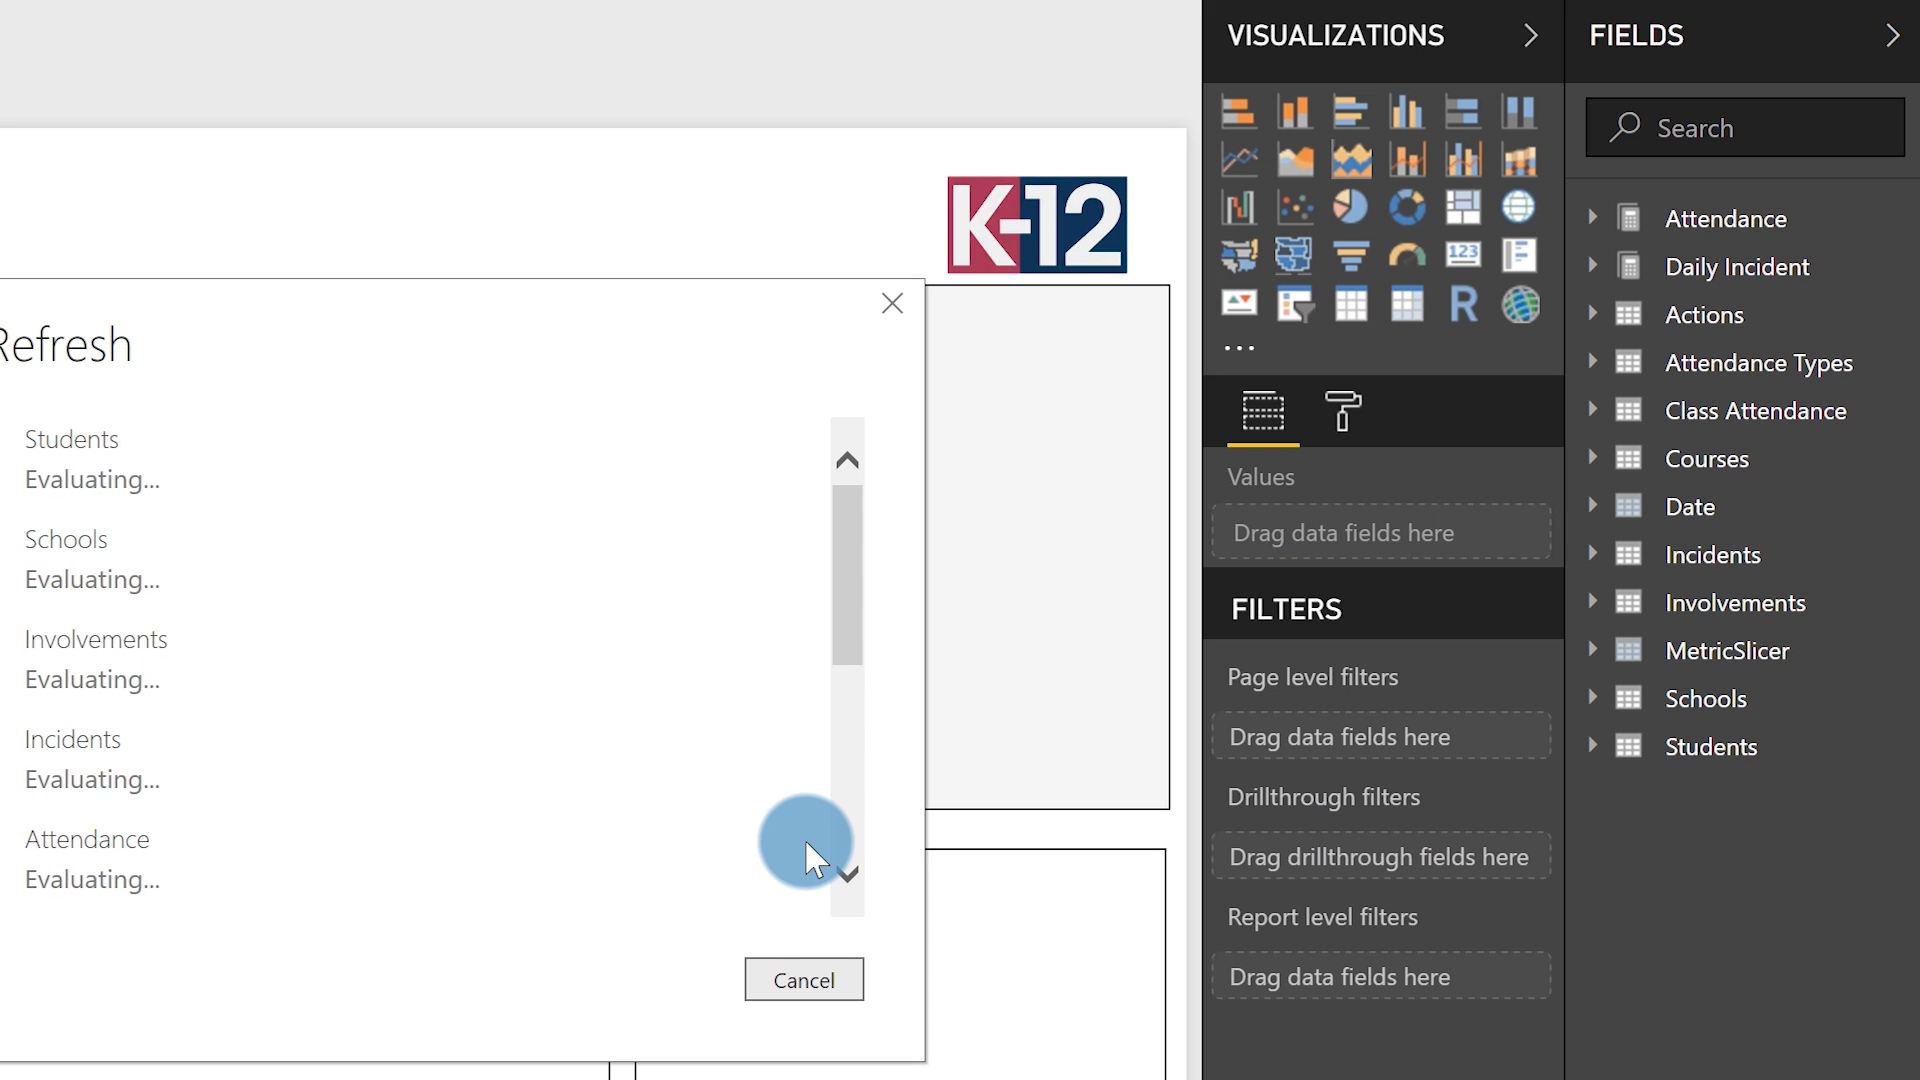 K-12
Refresh
Students
Evaluating...
Schools
Evaluating...
Involvements
Evaluating...
Incidents
Evaluating...
Attendance
Evaluating...
Cancel
VISUALIZATIONS
123
R
...
Values
Drag data fields here
FILTERS
Page level filters
Drag data fields here
Drillthrough filters
Drag drillthrough fields here
Report level filters
Drag data fields here
FIELDS
Search
Attendance
Daily Incident
Actions
Attendance Types
Class Attendance
Courses
Date
Incidents
Involvements
MetricSlicer
Schools
Students